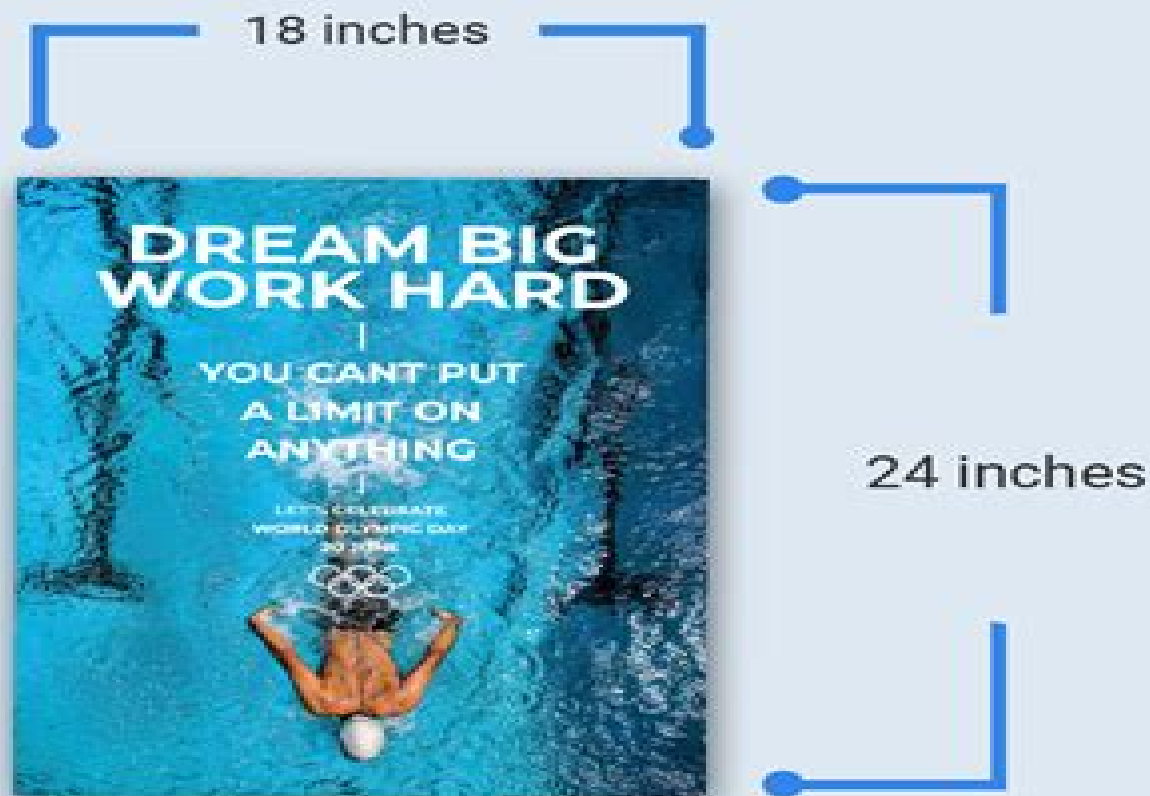 18 inches
DREAM BIG
WORK HARD
YOU CANT PUT
A LIMIT ON
ANYTHING
24 inches
LET'S CELEBRATE
WORLD OLYMPIC DAY